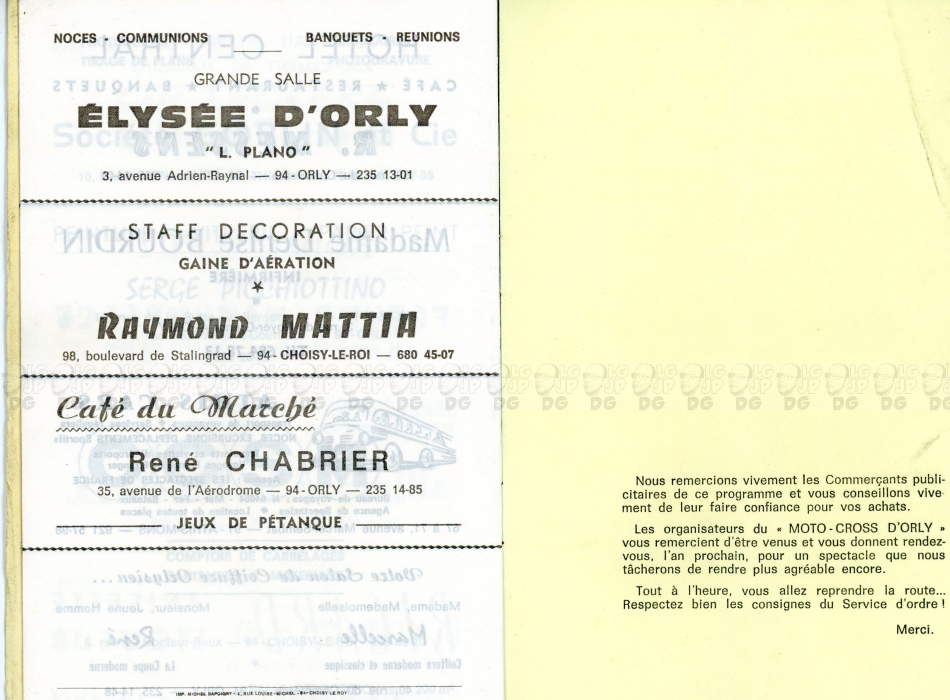 NOCES - COMMUNIONS BANQUETS - REUNIONS
GRANDE SALLE
ÉLYSÉE D'ORLY
" L. PLANO "
3, avenue Adrien-Raynal — 94 - ORLY — 235 13-01
STAFF DECORATION
GAINE D'AÉRATION
★
RAYMOND MATTIA
98, boulevard de Stalingrad — 94 - CHOISY-LE-ROI — 680 45-07
Café du Marché
René CHABRIER
35, avenue de l'Aérodrome — 94 - ORLY — 235 14-85
JEUX DE PÉTANQUE
Nous remercions vivement les Commerçants publi-
citaires de ce programme et vous conseillons vive-
ment de leur faire confiance pour vos achats.
Les organisateurs du « MOTO - CROSS D'ORLY »
vous remercient d'être venus et vous donnent rendez-
vous, l'an prochain, pour un spectacle que nous
tâcherons de rendre plus agréable encore.
Tout à l'heure, vous allez reprendre la route...
Respectez bien les consignes du Service d'ordre !
Merci.